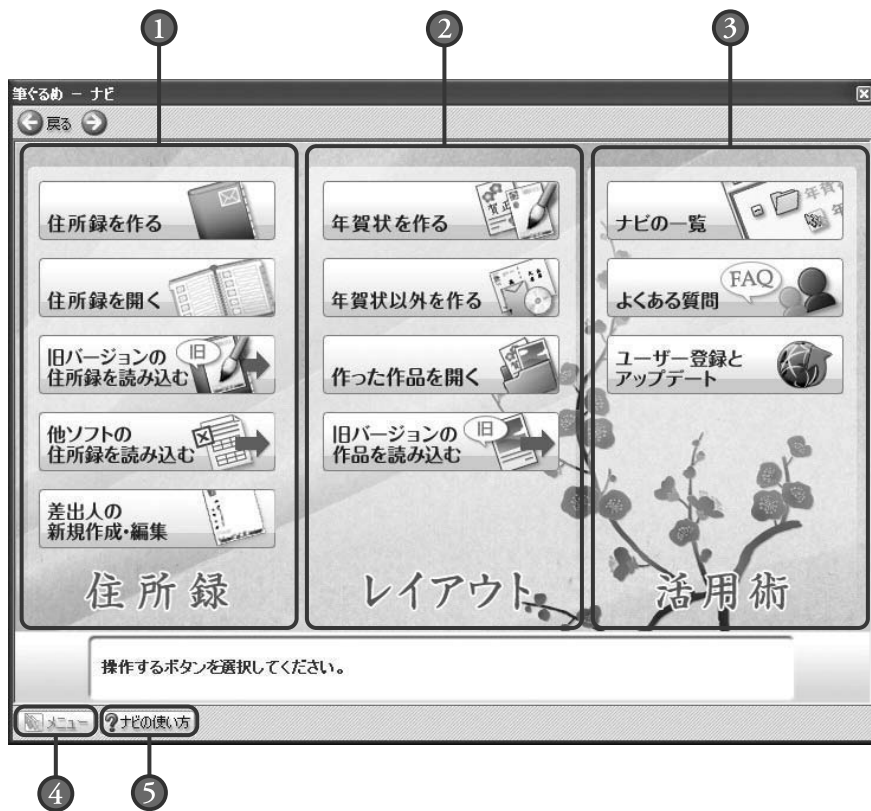 1 2 3
筆ぐるめ － ナビ
戻る
住所録を作る
住所録を開く
旧バージョンの
住所録を読み込む
旧
他ソフトの
住所録を読み込む
差出人の
新規作成・編集
住所録
年賀状を作る
年賀状以外を作る
作った作品を開く
旧バージョンの
作品を読み込む
旧
レイアウト
ナビの一覧
よくある質問
FAQ
ユーザー登録と
アップデート
活用術
操作するボタンを選択してください。
メニュー
?ナビの使い方
4 5